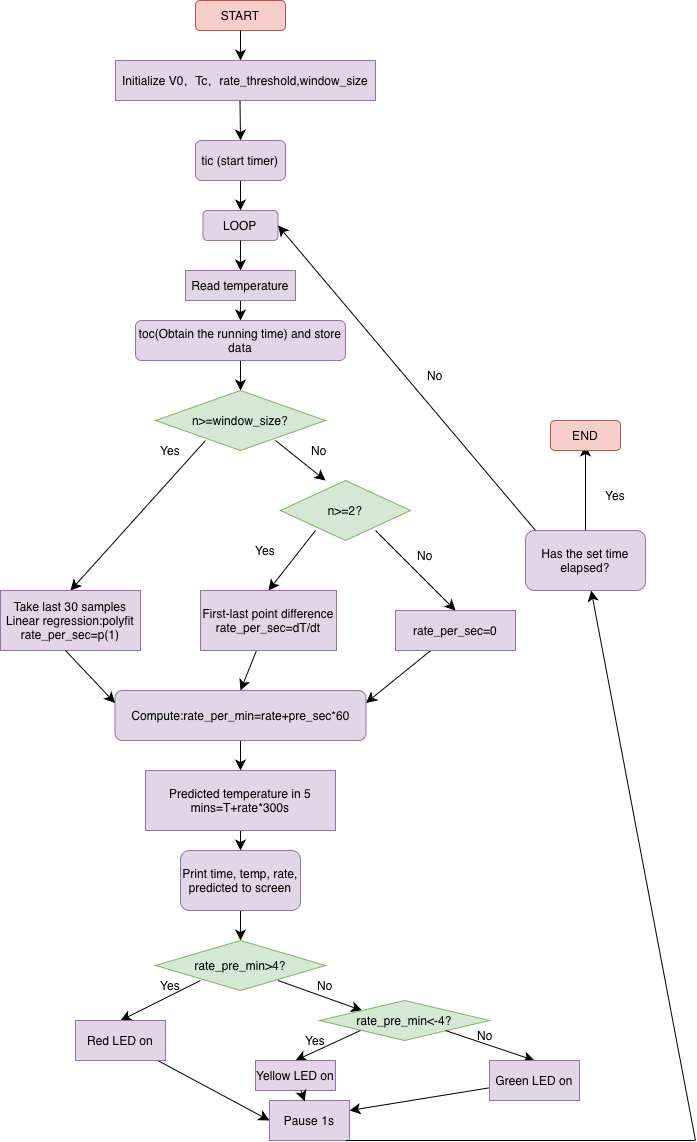 START
Initialize V0，Tc，rate_threshold,window_size
tic (start timer)
LOOP
Read temperature
toc(Obtain the running time) and store
data
No
n>=window_size?
END
Yes
No
Yes
n>=2?
Yes
No
Has the set time
elapsed?
Take last 30 samples
Linear regression:polyfit
rate_per_sec=p(1)
First-last point difference
rate_per_sec=dT/dt
rate_per_sec=0
Compute:rate_per_min=rate+pre_sec*60
Predicted temperature in 5
mins=T+rate*300s
Print time, temp, rate,
predicted to screen
rate_pre_min>4?
Yes
No
rate_pre_min<-4?
Red LED on
Yes
No
Yellow LED on
Green LED on
Pause 1s